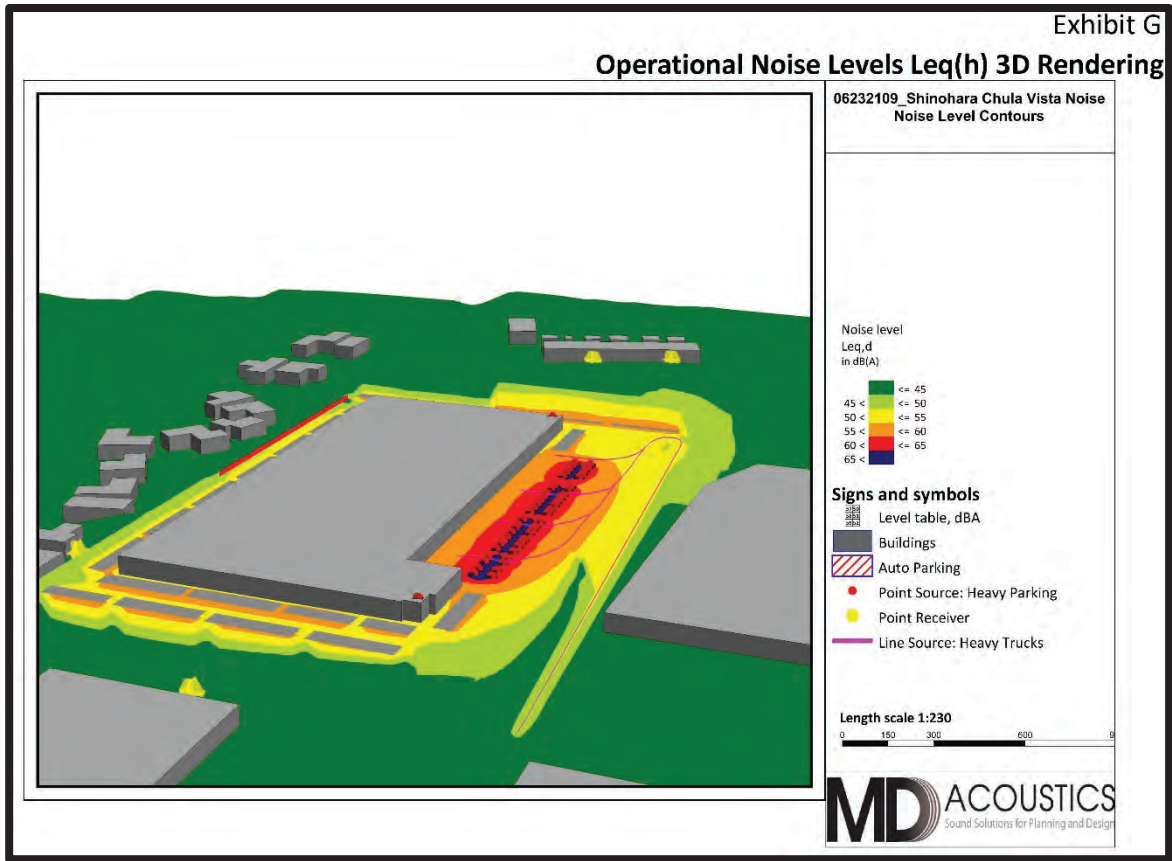 Exhibit G
Operational Noise Levels Leq(h) 3D Rendering
06232109_Shinohara Chula Vista Noise
Noise Level Contours
Noise level
Leq,d
in dB(A)
<= 45
45 < <= 50
50 < <= 55
55 < <= 60
60 < <= 65
65 <
Signs and symbols
Level table, dBA
Buildings
Auto Parking
Point Source: Heavy Parking
Point Receiver
Line Source: Heavy Trucks
Length scale 1:230
0 150 300 600 9
MD ACOUSTICS
Sound Solutions for Planning and Design